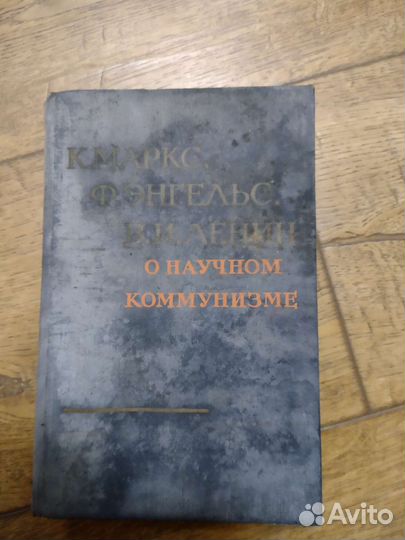 К. МАРКС,
Ф. ЭНГЕЛЬС,
В. И. ЛЕНИН
О НАУЧНОМ
КОММУНИЗМЕ
Avito